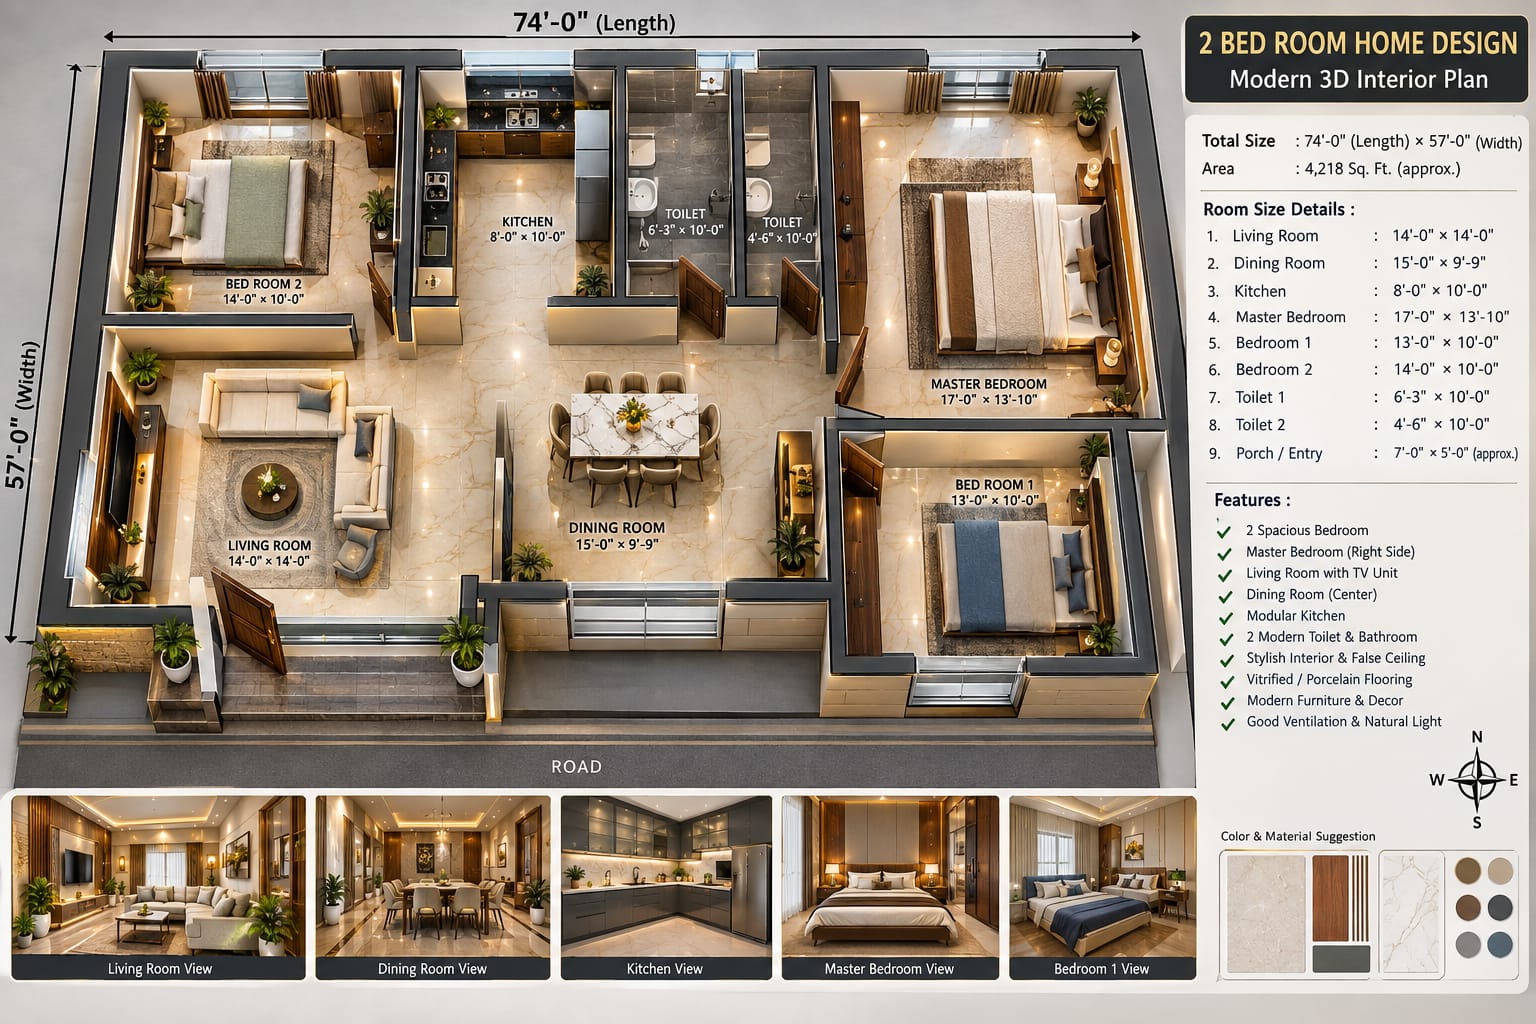 74'-0" (Length)
57'-0" (Width)
BED ROOM 2
14'-0" × 10'-0"
KITCHEN
8'-0" × 10'-0"
TOILET
6'-3" × 10'-0"
TOILET
4'-6" × 10'-0"
MASTER BEDROOM
17'-0" × 13'-10"
LIVING ROOM
14'-0" × 14'-0"
DINING ROOM
15'-0" × 9'-9"
BED ROOM 1
13'-0" × 10'-0"
ROAD
2 BED ROOM HOME DESIGN
Modern 3D Interior Plan
Total Size : 74'-0" (Length) × 57'-0" (Width)
Area : 4,218 Sq. Ft. (approx.)
Room Size Details :
1. Living Room : 14'-0" × 14'-0"
2. Dining Room : 15'-0" × 9'-9"
3. Kitchen : 8'-0" × 10'-0"
4. Master Bedroom : 17'-0" × 13'-10"
5. Bedroom 1 : 13'-0" × 10'-0"
6. Bedroom 2 : 14'-0" × 10'-0"
7. Toilet 1 : 6'-3" × 10'-0"
8. Toilet 2 : 4'-6" × 10'-0"
9. Porch / Entry : 7'-0" × 5'-0" (approx.)
Features :
2 Spacious Bedroom
Master Bedroom (Right Side)
Living Room with TV Unit
Dining Room (Center)
Modular Kitchen
2 Modern Toilet & Bathroom
Stylish Interior & False Ceiling
Vitrified / Porcelain Flooring
Modern Furniture & Decor
Good Ventilation & Natural Light
N
W E
S
Color & Material Suggestion
Living Room View
Dining Room View
Kitchen View
Master Bedroom View
Bedroom 1 View